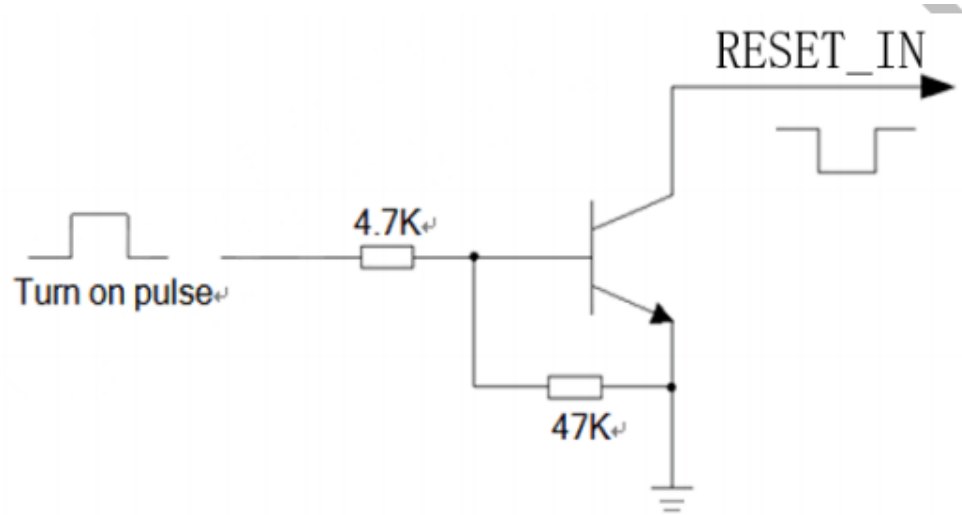 RESET_IN
4.7K↵
Turn on pulse↵
47K↵